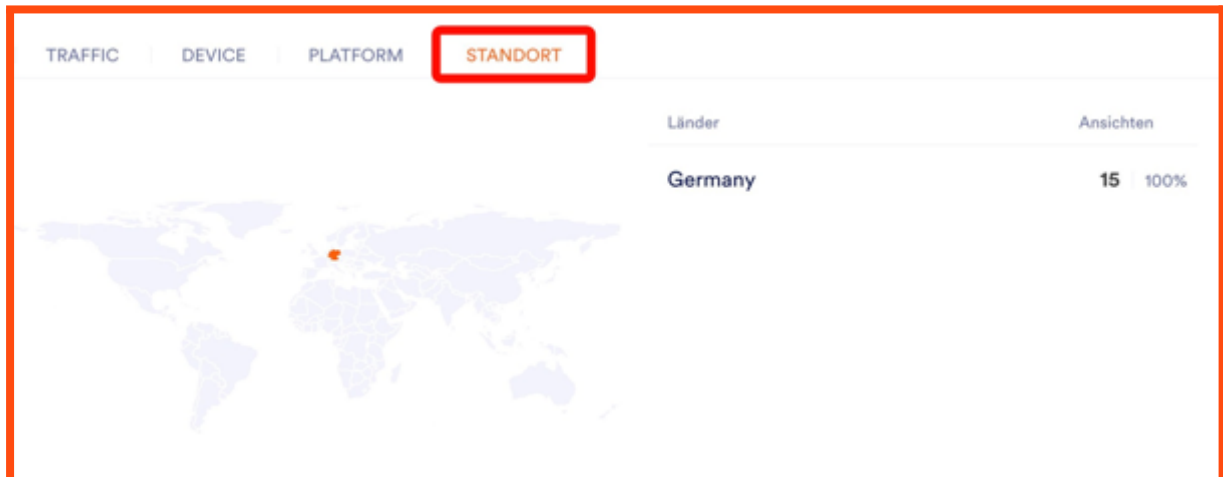 TRAFFIC DEVICE PLATFORM STANDORT
Länder Ansichten
Germany 15 100%